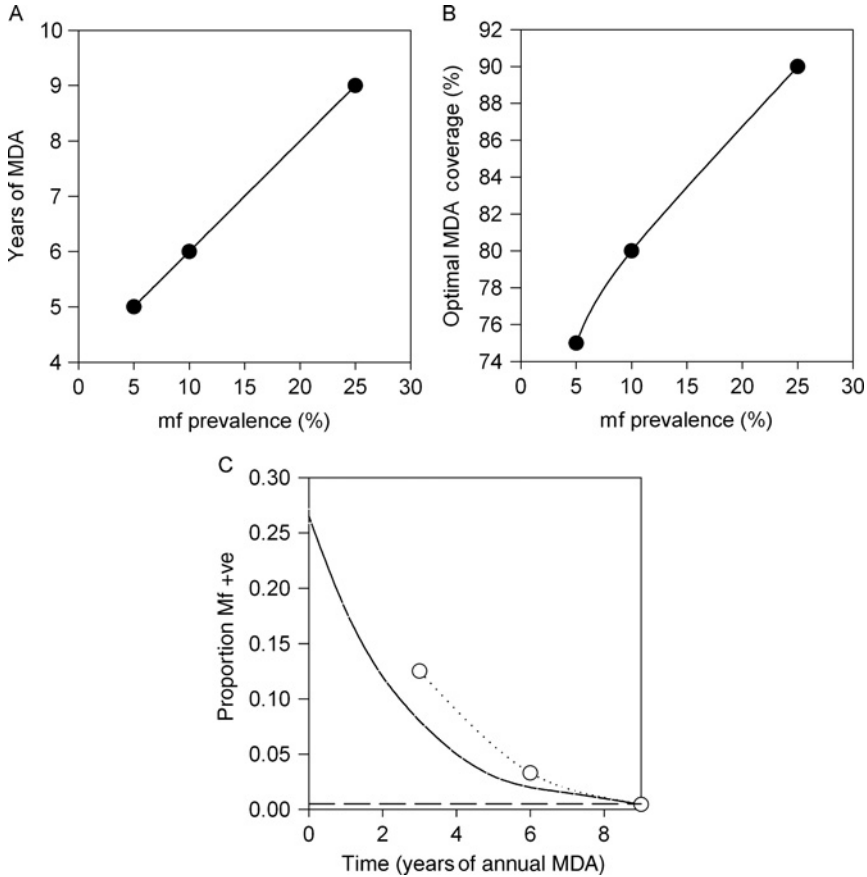 A
10
9
8
7
6
5
4
Years of MDA
0 5 10 15 20 25 30
mf prevalence (%)
B
92
90
88
86
84
82
80
78
76
74
Optimal MDA coverage (%)
0 5 10 15 20 25 30
mf prevalence (%)
C
0.30
0.25
0.20
0.15
0.10
0.05
0.00
Proportion Mf +ve
0 2 4 6 8
Time (years of annual MDA)